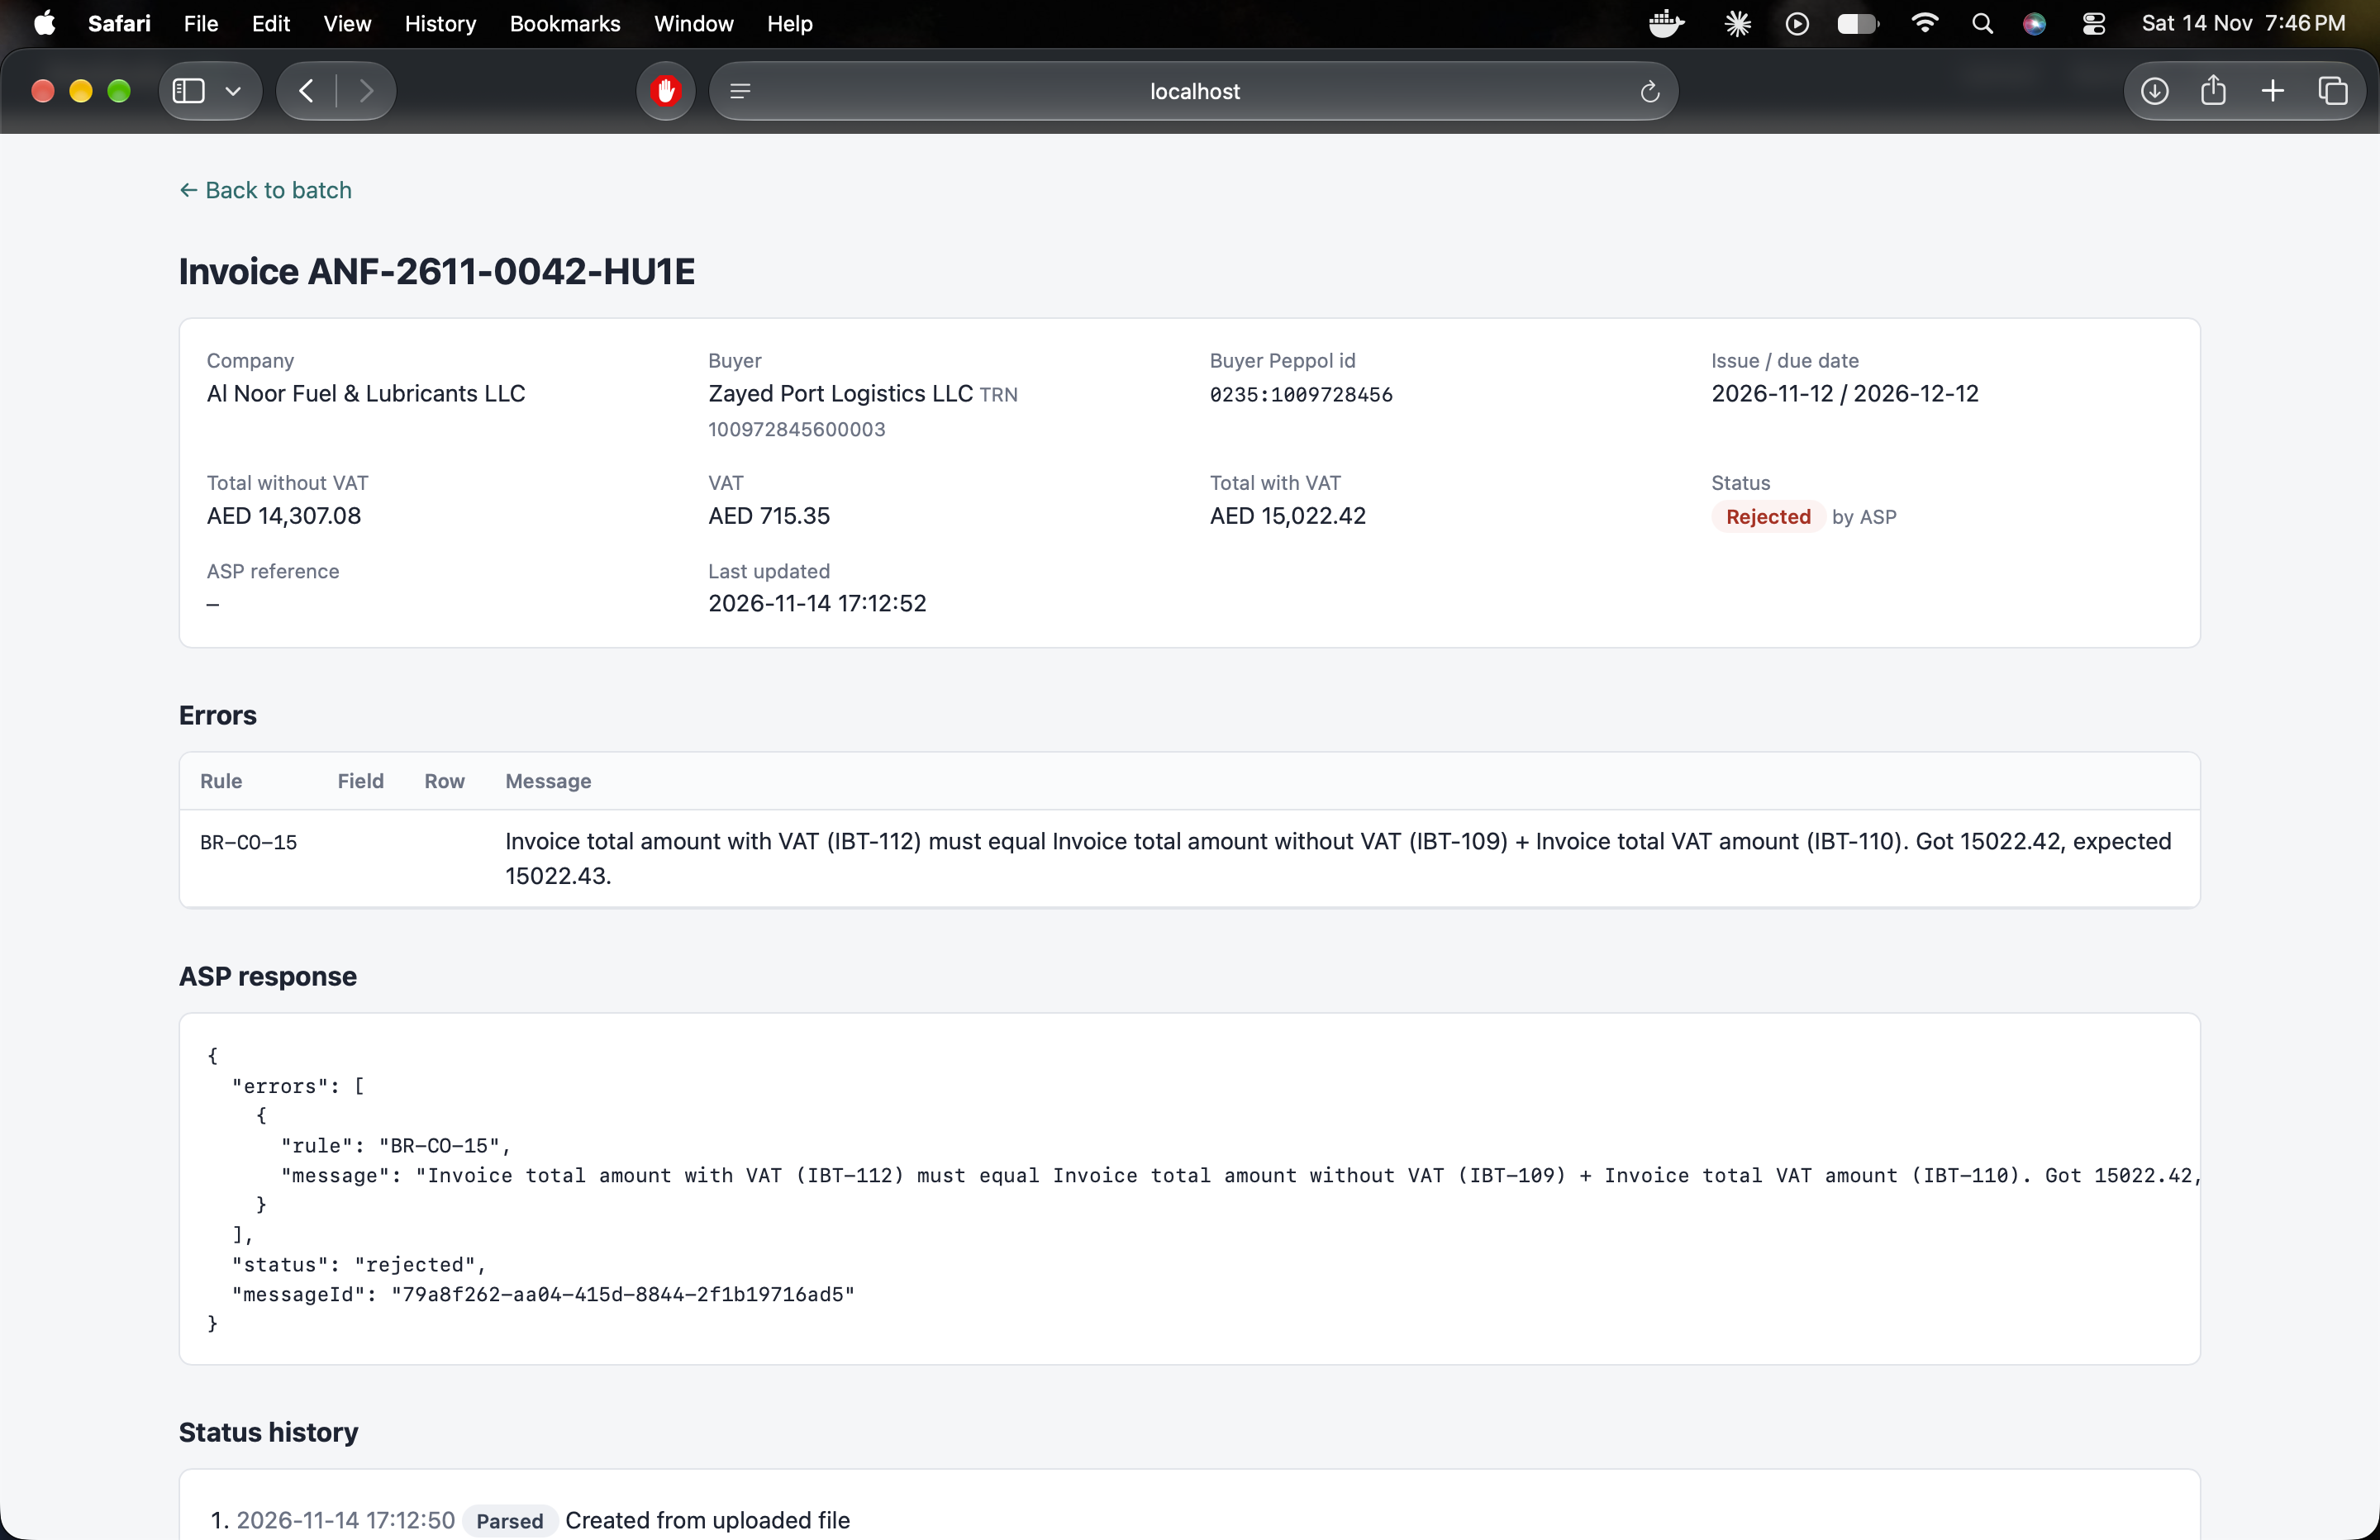 Safari File Edit View History Bookmarks Window Help Sat 14 Nov 7:46 PM
localhost
← Back to batch
Invoice ANF-2611-0042-HU1E
Company Buyer Buyer Peppol id Issue / due date
Al Noor Fuel & Lubricants LLC Zayed Port Logistics LLC TRN 0235:1009728456 2026-11-12 / 2026-12-12
100972845600003
Total without VAT VAT Total with VAT Status
AED 14,307.08 AED 715.35 AED 15,022.42 Rejected by ASP
ASP reference Last updated
– 2026-11-14 17:12:52
Errors
Rule Field Row Message
BR-CO-15 Invoice total amount with VAT (IBT-112) must equal Invoice total amount without VAT (IBT-109) + Invoice total VAT amount (IBT-110). Got 15022.42, expected
15022.43.
ASP response
{
"errors": [
{
"rule": "BR-CO-15",
"message": "Invoice total amount with VAT (IBT-112) must equal Invoice total amount without VAT (IBT-109) + Invoice total VAT amount (IBT-110). Got 15022.42,
}
],
"status": "rejected",
"messageId": "79a8f262-aa04-415d-8844-2f1b19716ad5"
}
Status history
1. 2026-11-14 17:12:50 Parsed Created from uploaded file